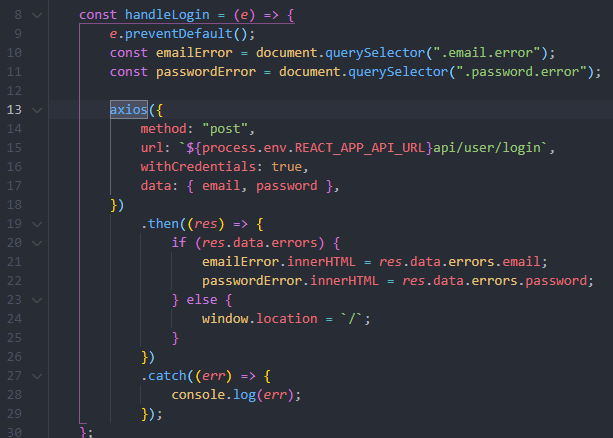 8 const handleLogin = (e) => {
9 e.preventDefault();
10 const emailError = document.querySelector(".email.error");
11 const passwordError = document.querySelector(".password.error");
12
13 axios({
14 method: "post",
15 url: `${process.env.REACT_APP_API_URL}api/user/login`,
16 withCredentials: true,
17 data: { email, password },
18 })
19 .then((res) => {
20 if (res.data.errors) {
21 emailError.innerHTML = res.data.errors.email;
22 passwordError.innerHTML = res.data.errors.password;
23 } else {
24 window.location = `/`;
25 }
26 })
27 .catch((err) => {
28 console.log(err);
29 });
30 };